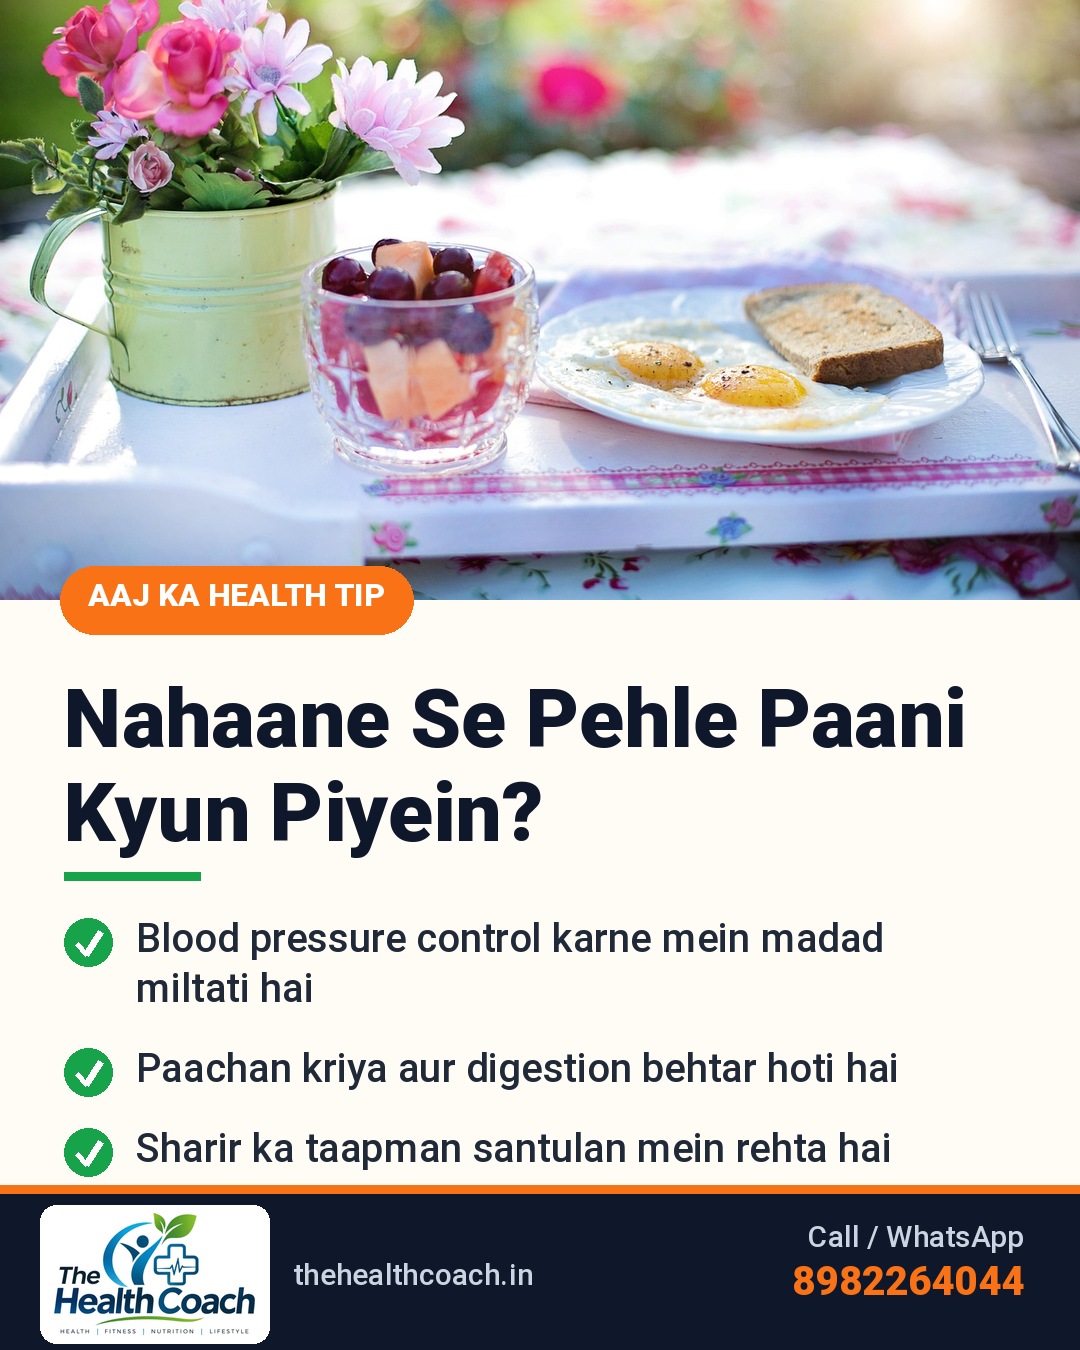 AAJ KA HEALTH TIP
Nahaane Se Pehle Paani
Kyun Piyein?
Blood pressure control karne mein madad
miltati hai
Paachan kriya aur digestion behtar hoti hai
Sharir ka taapman santulan mein rehta hai
The
Health Coach
HEALTH | FITNESS | NUTRITION | LIFESTYLE
thehealthcoach.in
Call / WhatsApp
8982264044